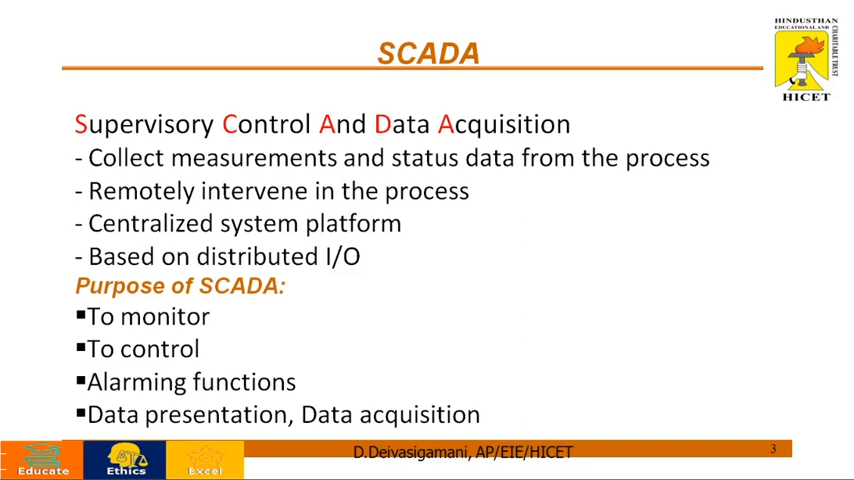 SCADA
HINDUSTHAN
EDUCATIONAL AND
CHARITABLE TRUST
HICET
Supervisory Control And Data Acquisition
- Collect measurements and status data from the process
- Remotely intervene in the process
- Centralized system platform
- Based on distributed I/O
Purpose of SCADA:
▪To monitor
▪To control
▪Alarming functions
▪Data presentation, Data acquisition
Educate
Ethics
Excel
D.Deivasigamani, AP/EIE/HICET
3